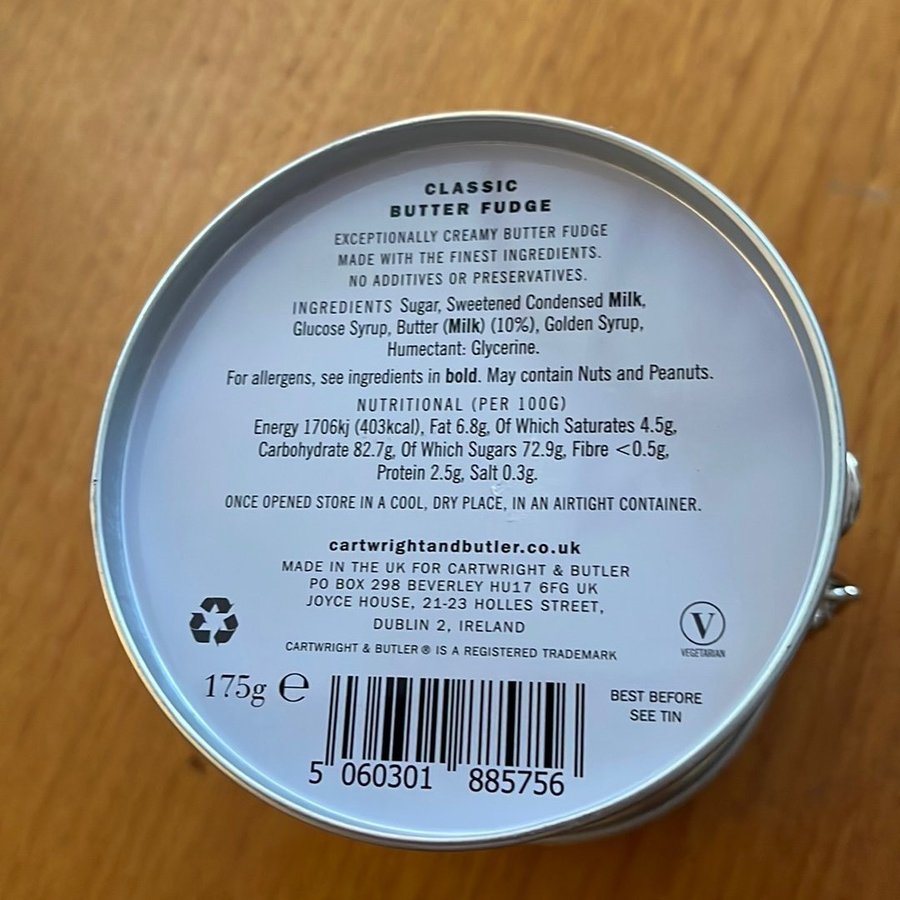 CLASSIC
BUTTER FUDGE
EXCEPTIONALLY CREAMY BUTTER FUDGE
MADE WITH THE FINEST INGREDIENTS.
NO ADDITIVES OR PRESERVATIVES.
INGREDIENTS Sugar, Sweetened Condensed Milk,
Glucose Syrup, Butter (Milk) (10%), Golden Syrup,
Humectant: Glycerine.
For allergens, see ingredients in bold. May contain Nuts and Peanuts.
NUTRITIONAL (PER 100G)
Energy 1706kj (403kcal), Fat 6.8g, Of Which Saturates 4.5g,
Carbohydrate 82.7g, Of Which Sugars 72.9g, Fibre <0.5g,
Protein 2.5g, Salt 0.3g.
ONCE OPENED STORE IN A COOL, DRY PLACE, IN AN AIRTIGHT CONTAINER.
cartwrightandbutler.co.uk
MADE IN THE UK FOR CARTWRIGHT & BUTLER
PO BOX 298 BEVERLEY HU17 6FG UK
JOYCE HOUSE, 21-23 HOLLES STREET,
DUBLIN 2, IRELAND
CARTWRIGHT & BUTLER ® IS A REGISTERED TRADEMARK
V
VEGETARIAN
175g ℮
BEST BEFORE
SEE TIN
5 060301 885756